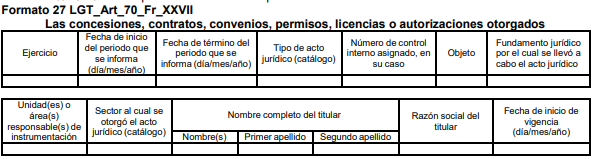 Formato 27 LGT_Art_70_Fr_XXVII
Las concesiones, contratos, convenios, permisos, licencias o autorizaciones otorgados
Ejercicio
Fecha de inicio
del periodo que
se informa
(día/mes/año)
Fecha de término del
periodo que se
informa (día/mes/año)
Tipo de acto
jurídico (catálogo)
Número de control
interno asignado, en
su caso
Objeto
Fundamento jurídico
por el cual se llevó a
cabo el acto jurídico
Unidad(es) o
área(s)
responsable(s) de
instrumentación
Sector al cual se
otorgó el acto
jurídico (catálogo)
Nombre completo del titular
Nombre(s)
Primer apellido
Segundo apellido
Razón social del
titular
Fecha de inicio de
vigencia
(día/mes/año)